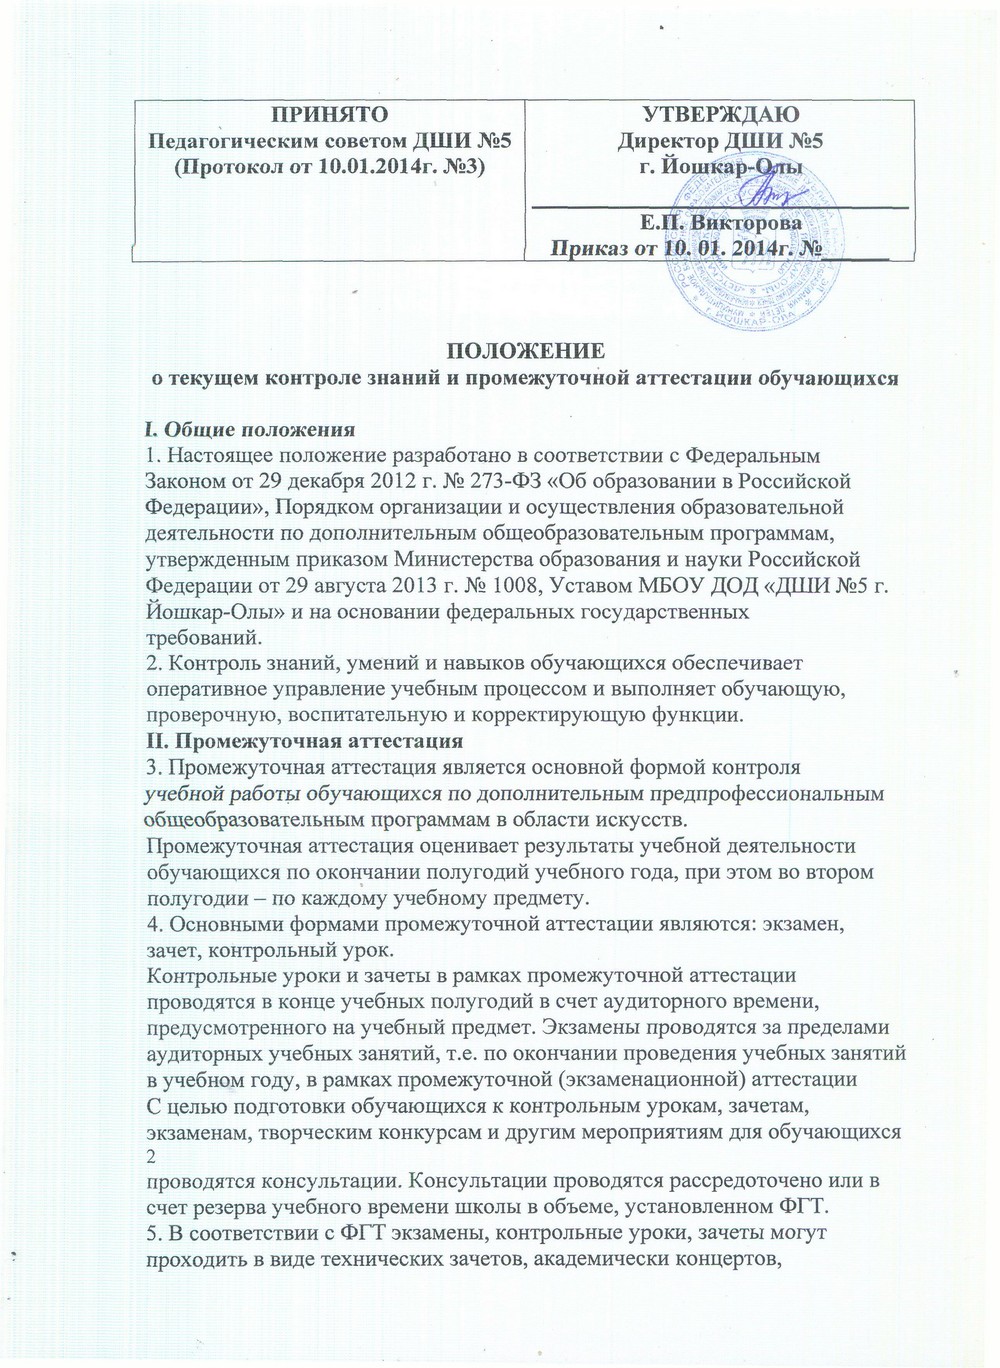 ПРИНЯТО
Педагогическим советом ДШИ №5
(Протокол от 10.01.2014г. №3)
УТВЕРЖДАЮ
Директор ДШИ №5
г. Йошкар-Олы
Е.П. Викторова
Приказ от 10. 01. 2014г. №
г. ЙОШКАР-ОЛА
ПОЛОЖЕНИЕ
о текущем контроле знаний и промежуточной аттестации обучающихся
I. Общие положения
1. Настоящее положение разработано в соответствии с Федеральным
Законом от 29 декабря 2012 г. № 273-ФЗ «Об образовании в Российской
Федерации», Порядком организации и осуществления образовательной
деятельности по дополнительным общеобразовательным программам,
утвержденным приказом Министерства образования и науки Российской
Федерации от 29 августа 2013 г. № 1008, Уставом МБОУ ДОД «ДШИ №5 г.
Йошкар-Олы» и на основании федеральных государственных
требований.
2. Контроль знаний, умений и навыков обучающихся обеспечивает
оперативное управление учебным процессом и выполняет обучающую,
проверочную, воспитательную и корректирующую функции.
II. Промежуточная аттестация
3. Промежуточная аттестация является основной формой контроля
учебной работы обучающихся по дополнительным предпрофессиональным
общеобразовательным программам в области искусств.
Промежуточная аттестация оценивает результаты учебной деятельности
обучающихся по окончании полугодий учебного года, при этом во втором
полугодии – по каждому учебному предмету.
4. Основными формами промежуточной аттестации являются: экзамен,
зачет, контрольный урок.
Контрольные уроки и зачеты в рамках промежуточной аттестации
проводятся в конце учебных полугодий в счет аудиторного времени,
предусмотренного на учебный предмет. Экзамены проводятся за пределами
аудиторных учебных занятий, т.е. по окончании проведения учебных занятий
в учебном году, в рамках промежуточной (экзаменационной) аттестации
С целью подготовки обучающихся к контрольным урокам, зачетам,
экзаменам, творческим конкурсам и другим мероприятиям для обучающихся
2
проводятся консультации. Консультации проводятся рассредоточено или в
счет резерва учебного времени школы в объеме, установленном ФГТ.
5. В соответствии с ФГТ экзамены, контрольные уроки, зачеты могут
проходить в виде технических зачетов, академически концертов,